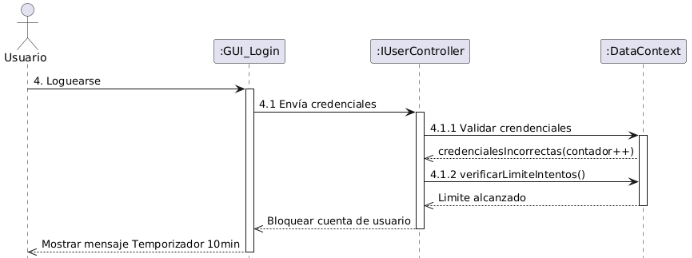 Usuario
:GUI_Login
:IUserController
:DataContext
4. Loguearse
4.1 Envía credenciales
4.1.1 Validar crendenciales
credencialesIncorrectas(contador++)
4.1.2 verificarLimiteIntentos()
Limite alcanzado
Bloquear cuenta de usuario
Mostrar mensaje Temporizador 10min